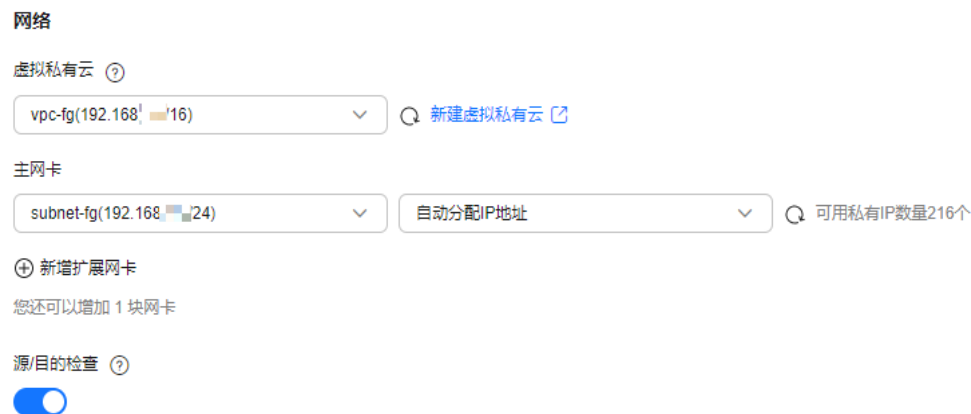 网络
虚拟私有云 ?
vpc-fg(192.168 /16) 新建虚拟私有云
主网卡
subnet-fg(192.168 24) 自动分配IP地址 可用私有IP数量216个
新增扩展网卡
您还可以增加 1 块网卡
源/目的检查 ?